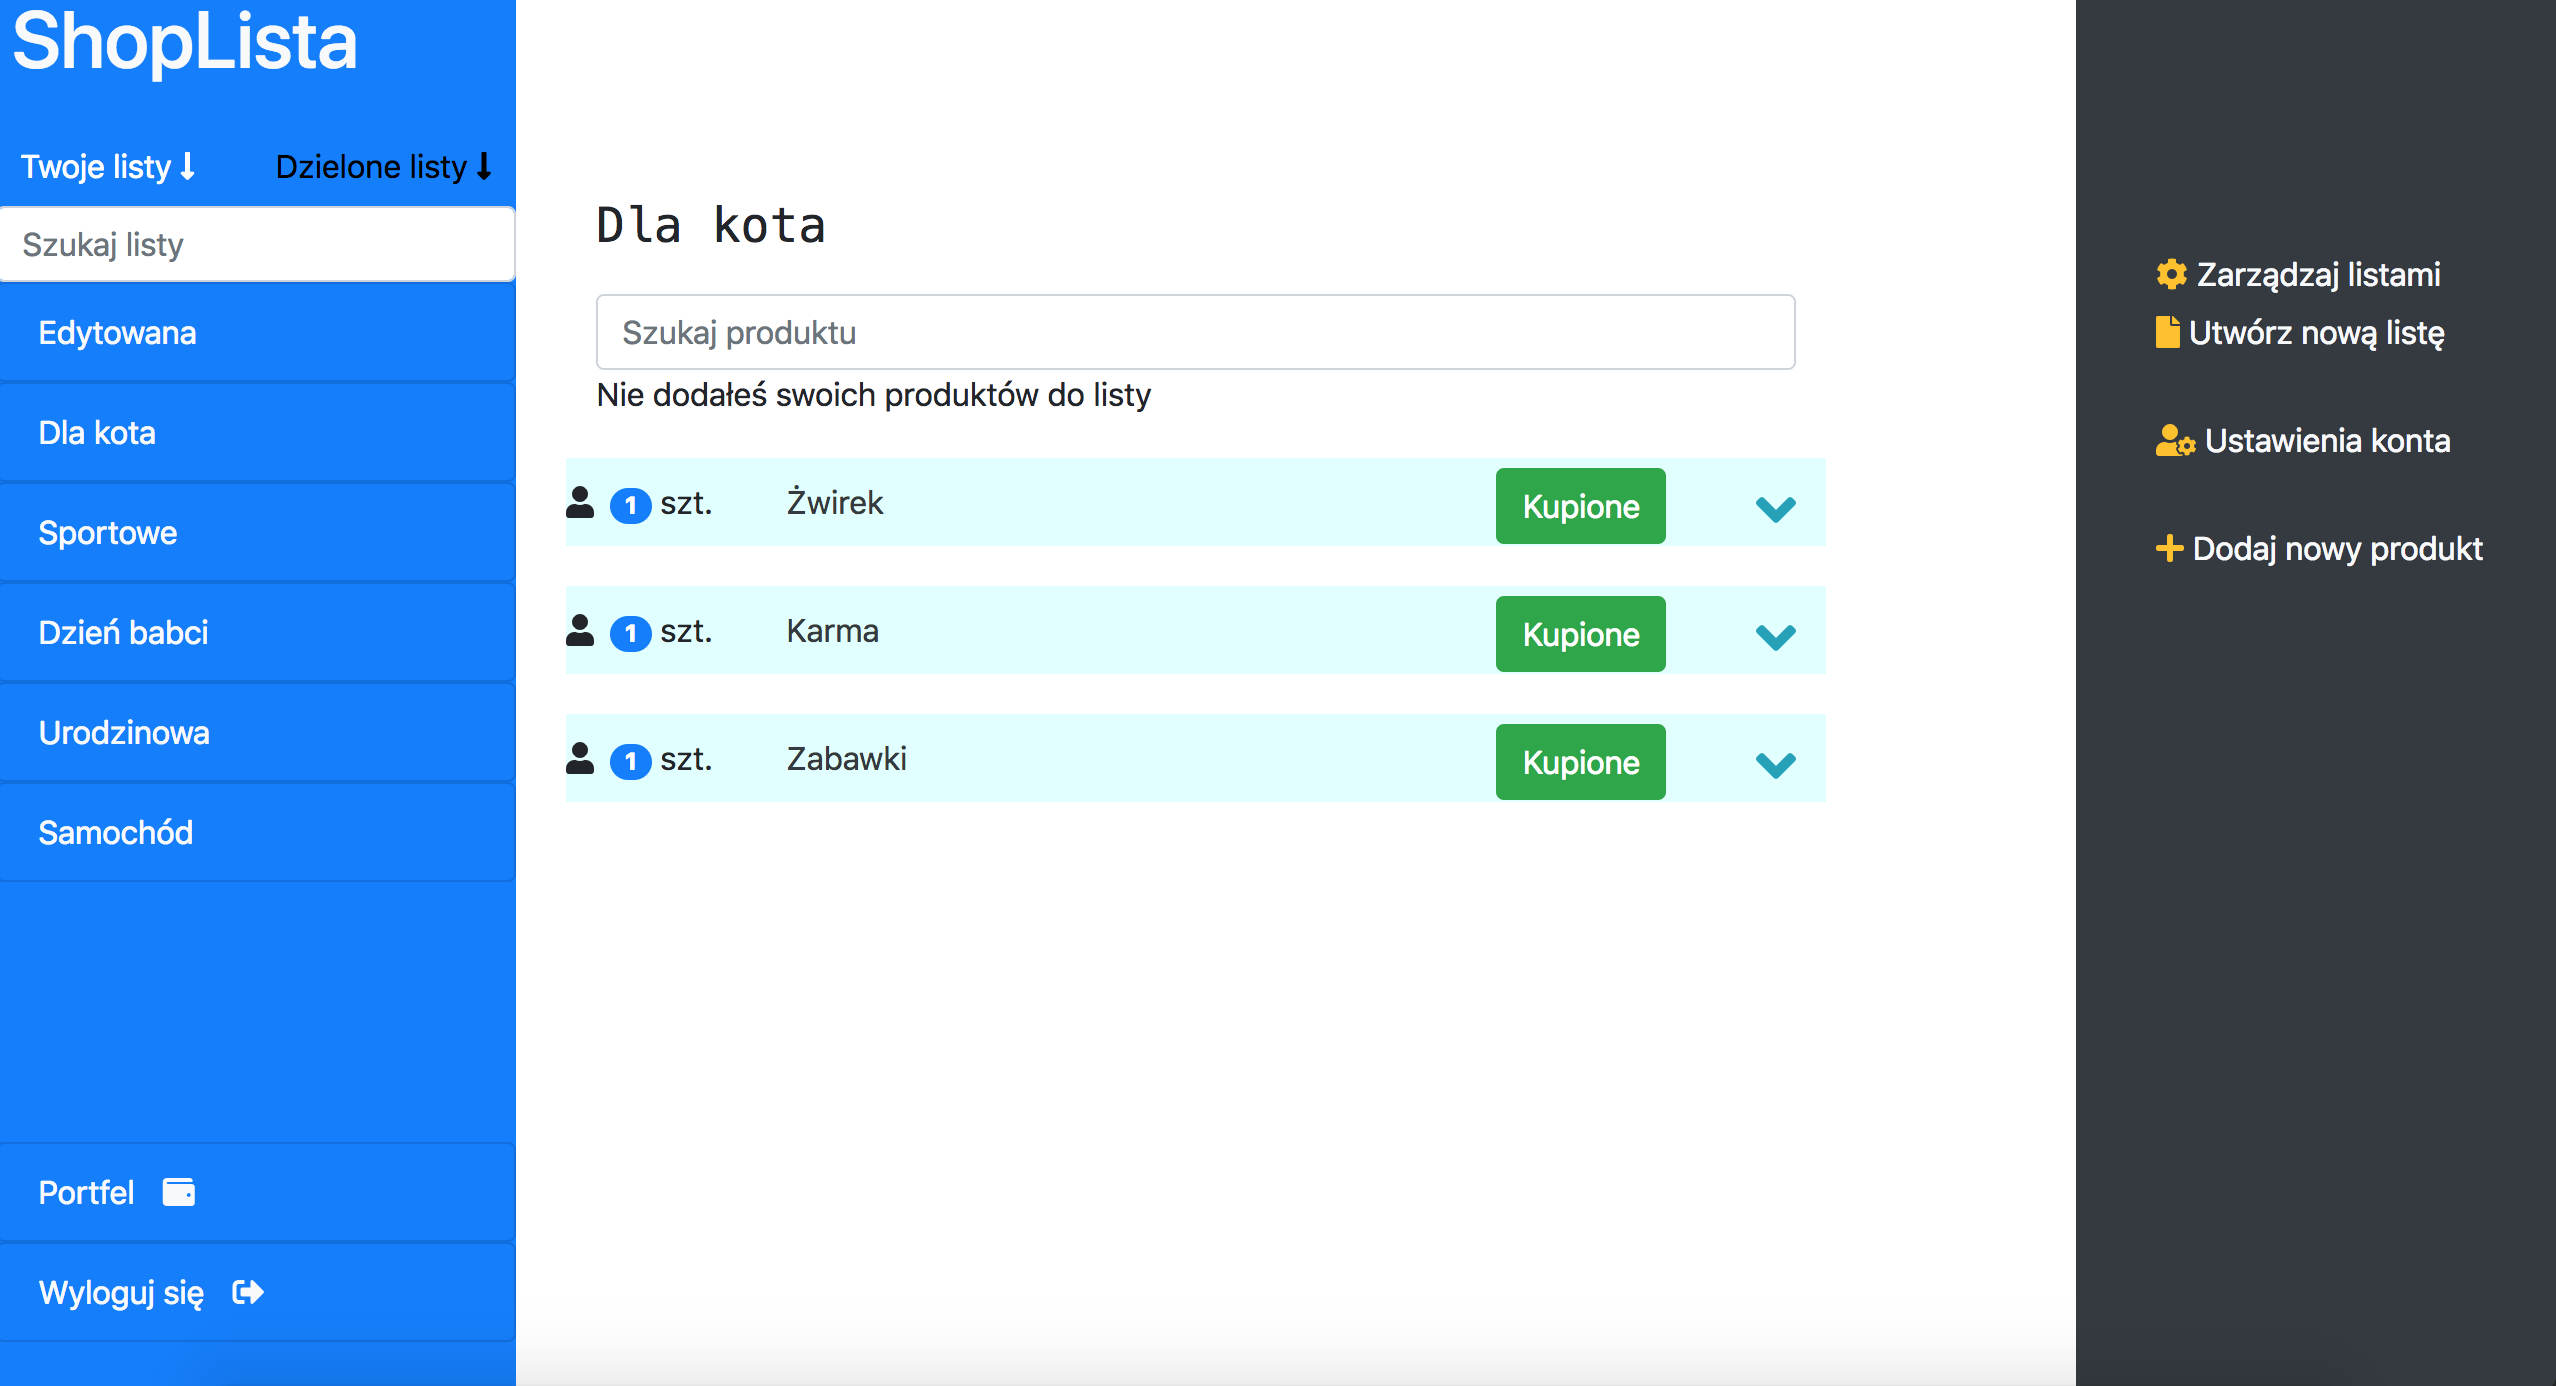 ShopLista
Twoje listy
Dzielone listy
Szukaj listy
Edytowana
Dla kota
Sportowe
Dzień babci
Urodzinowa
Samochód
Portfel
Wyloguj się
Dla kota
Szukaj produktu
Nie dodałeś swoich produktów do listy
1 szt. Żwirek Kupione
1 szt. Karma Kupione
1 szt. Zabawki Kupione
Zarządzaj listami
Utwórz nową listę
Ustawienia konta
Dodaj nowy produkt